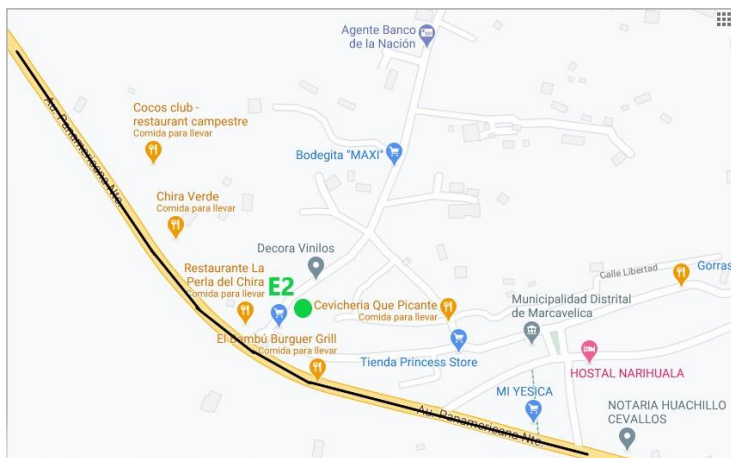 Agente Banco
de la Nación
Av. Panamericana Nte.
Cocos club -
restaurant campestre
Comida para llevar
Bodegita "MAXI"
Chira Verde
Comida para llevar
Decora Vinilos
Restaurante La
Perla del Chira
Comida para llevar
E2
Cevicheria Que Picante
Comida para llevar
Calle Libertad
Gorras
Municipalidad Distrital
de Marcavelica
El Bambú Burguer Grill
Comida para llevar
Tienda Princess Store
HOSTAL NARIHUALA
MI YESICA
Av. Panamericana Nte.
NOTARIA HUACHILLO
CEVALLOS